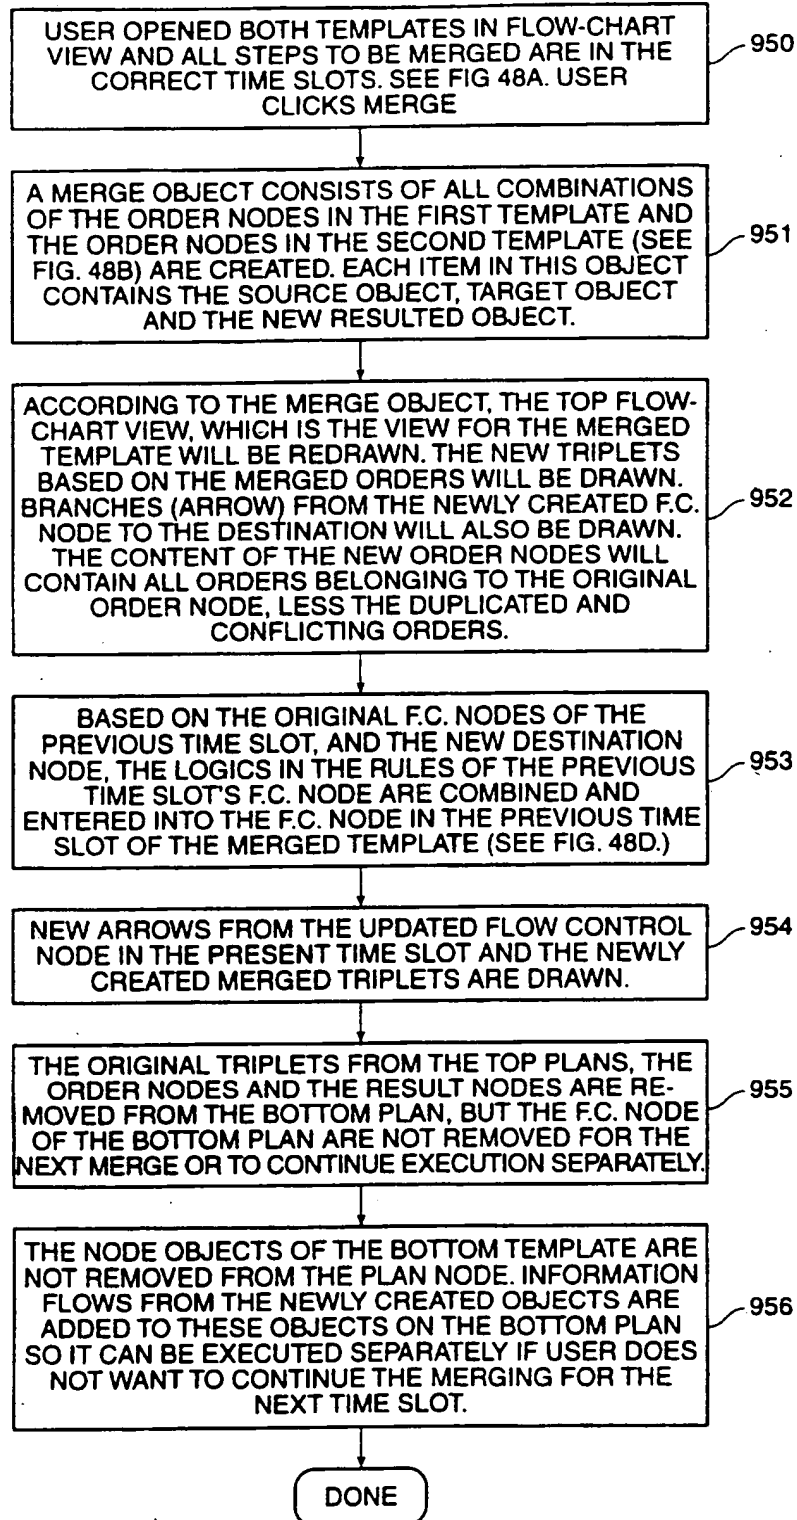 USER OPENED BOTH TEMPLATES IN FLOW-CHART
VIEW AND ALL STEPS TO BE MERGED ARE IN THE
CORRECT TIME SLOTS. SEE FIG 48A. USER
CLICKS MERGE
950
A MERGE OBJECT CONSISTS OF ALL COMBINATIONS
OF THE ORDER NODES IN THE FIRST TEMPLATE AND
THE ORDER NODES IN THE SECOND TEMPLATE (SEE
FIG. 48B) ARE CREATED. EACH ITEM IN THIS OBJECT
CONTAINS THE SOURCE OBJECT, TARGET OBJECT
AND THE NEW RESULTED OBJECT.
951
ACCORDING TO THE MERGE OBJECT, THE TOP FLOW-
CHART VIEW, WHICH IS THE VIEW FOR THE MERGED
TEMPLATE WILL BE REDRAWN. THE NEW TRIPLETS
BASED ON THE MERGED ORDERS WILL BE DRAWN.
BRANCHES (ARROW) FROM THE NEWLY CREATED F.C.
NODE TO THE DESTINATION WILL ALSO BE DRAWN.
THE CONTENT OF THE NEW ORDER NODES WILL
CONTAIN ALL ORDERS BELONGING TO THE ORIGINAL
ORDER NODE, LESS THE DUPLICATED AND
CONFLICTING ORDERS.
952
BASED ON THE ORIGINAL F.C. NODES OF THE
PREVIOUS TIME SLOT, AND THE NEW DESTINATION
NODE, THE LOGICS IN THE RULES OF THE PREVIOUS
TIME SLOT'S F.C. NODE ARE COMBINED AND
ENTERED INTO THE F.C. NODE IN THE PREVIOUS TIME
SLOT OF THE MERGED TEMPLATE (SEE FIG. 48D.)
953
NEW ARROWS FROM THE UPDATED FLOW CONTROL
NODE IN THE PRESENT TIME SLOT AND THE NEWLY
CREATED MERGED TRIPLETS ARE DRAWN.
954
THE ORIGINAL TRIPLETS FROM THE TOP PLANS, THE
ORDER NODES AND THE RESULT NODES ARE RE-
MOVED FROM THE BOTTOM PLAN, BUT THE F.C. NODE
OF THE BOTTOM PLAN ARE NOT REMOVED FOR THE
NEXT MERGE OR TO CONTINUE EXECUTION SEPARATELY.
955
THE NODE OBJECTS OF THE BOTTOM TEMPLATE ARE
NOT REMOVED FROM THE PLAN NODE. INFORMATION
FLOWS FROM THE NEWLY CREATED OBJECTS ARE
ADDED TO THESE OBJECTS ON THE BOTTOM PLAN
SO IT CAN BE EXECUTED SEPARATELY IF USER DOES
NOT WANT TO CONTINUE THE MERGING FOR THE
NEXT TIME SLOT.
956
DONE